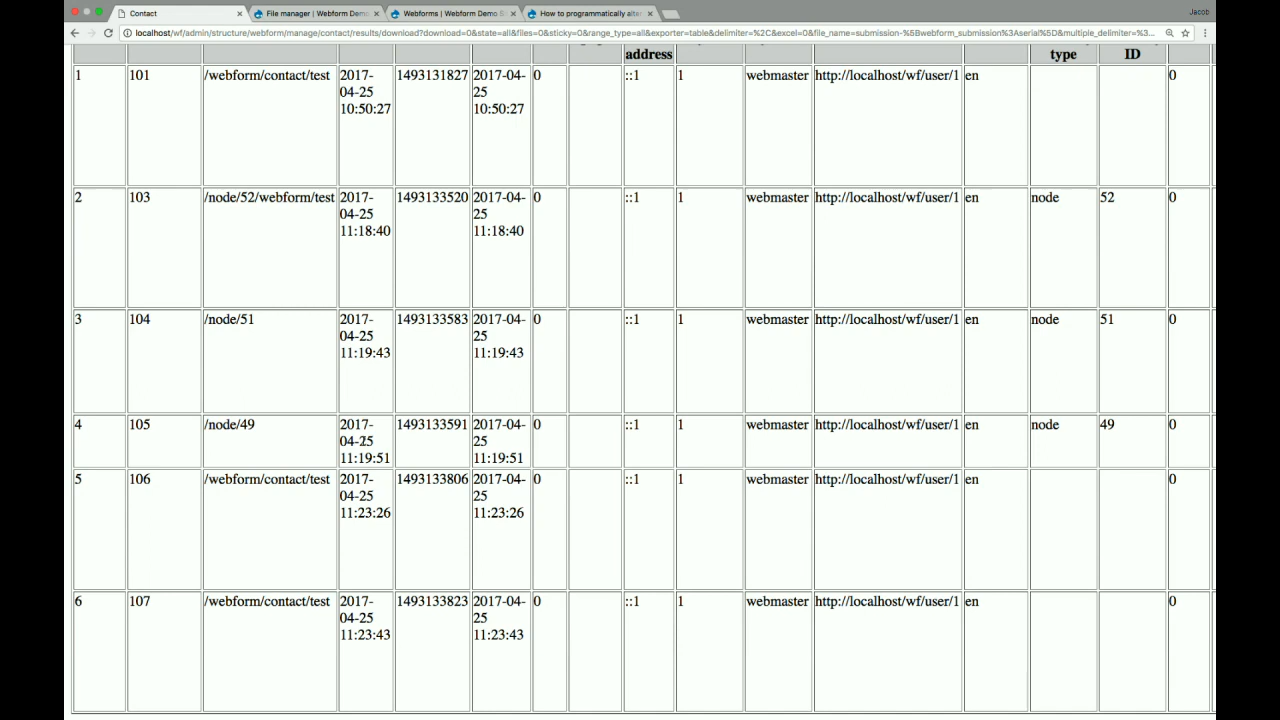 Contact
File manager | Webform Demo
Webforms | Webform Demo S
How to programmatically alter
Jacob
localhost/wf/admin/structure/webform/manage/contact/results/download?download=0&state=all&files=0&sticky=0&range_type=all&exporter=table&delimiter=%2C&excel=0&file_name=submission-%5Bwebform_submission%3Aserial%5D&multiple_delimiter=%3...
address type ID
1 101 /webform/contact/test 2017- 1493131827 2017-04- 0 ::1 1 webmaster http://localhost/wf/user/1 en 0
04-25 25
10:50:27 10:50:27
2 103 /node/52/webform/test 2017- 1493133520 2017-04- 0 ::1 1 webmaster http://localhost/wf/user/1 en node 52 0
04-25 25
11:18:40 11:18:40
3 104 /node/51 2017- 1493133583 2017-04- 0 ::1 1 webmaster http://localhost/wf/user/1 en node 51 0
04-25 25
11:19:43 11:19:43
4 105 /node/49 2017- 1493133591 2017-04- 0 ::1 1 webmaster http://localhost/wf/user/1 en node 49 0
04-25 25
11:19:51 11:19:51
5 106 /webform/contact/test 2017- 1493133806 2017-04- 0 ::1 1 webmaster http://localhost/wf/user/1 en 0
04-25 25
11:23:26 11:23:26
6 107 /webform/contact/test 2017- 1493133823 2017-04- 0 ::1 1 webmaster http://localhost/wf/user/1 en 0
04-25 25
11:23:43 11:23:43